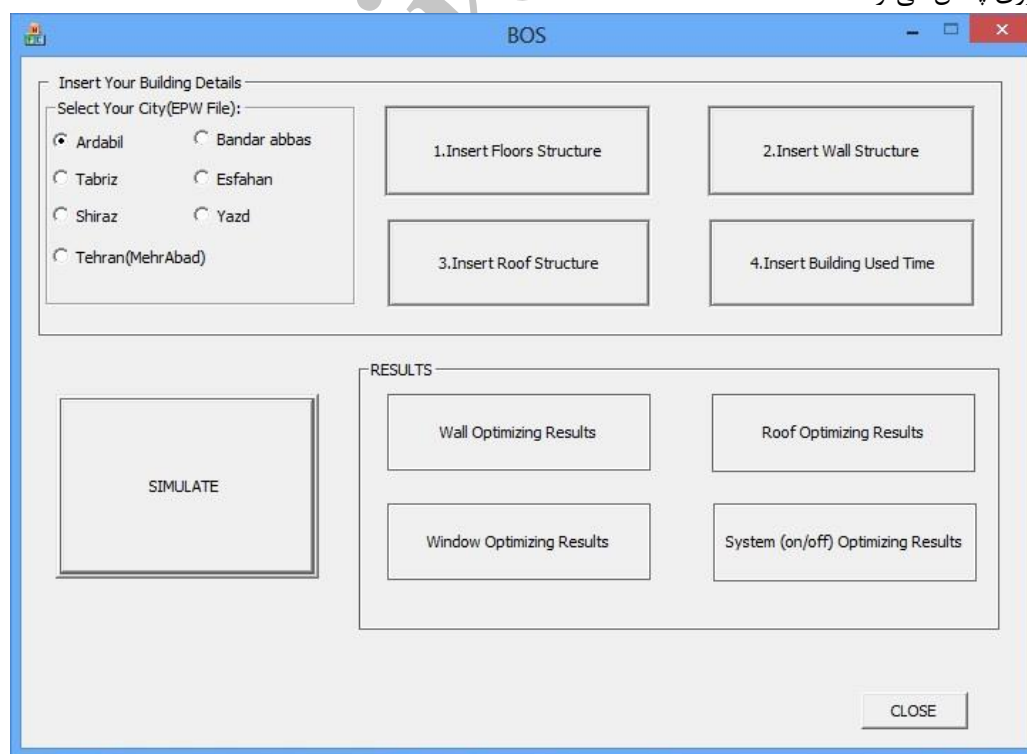 BOS
Insert Your Building Details
Select Your City(EPW File):
Ardabil
Bandar abbas
Tabriz
Esfahan
Shiraz
Yazd
Tehran(MehrAbad)
1.Insert Floors Structure
2.Insert Wall Structure
3.Insert Roof Structure
4.Insert Building Used Time
SIMULATE
RESULTS
Wall Optimizing Results
Roof Optimizing Results
Window Optimizing Results
System (on/off) Optimizing Results
CLOSE